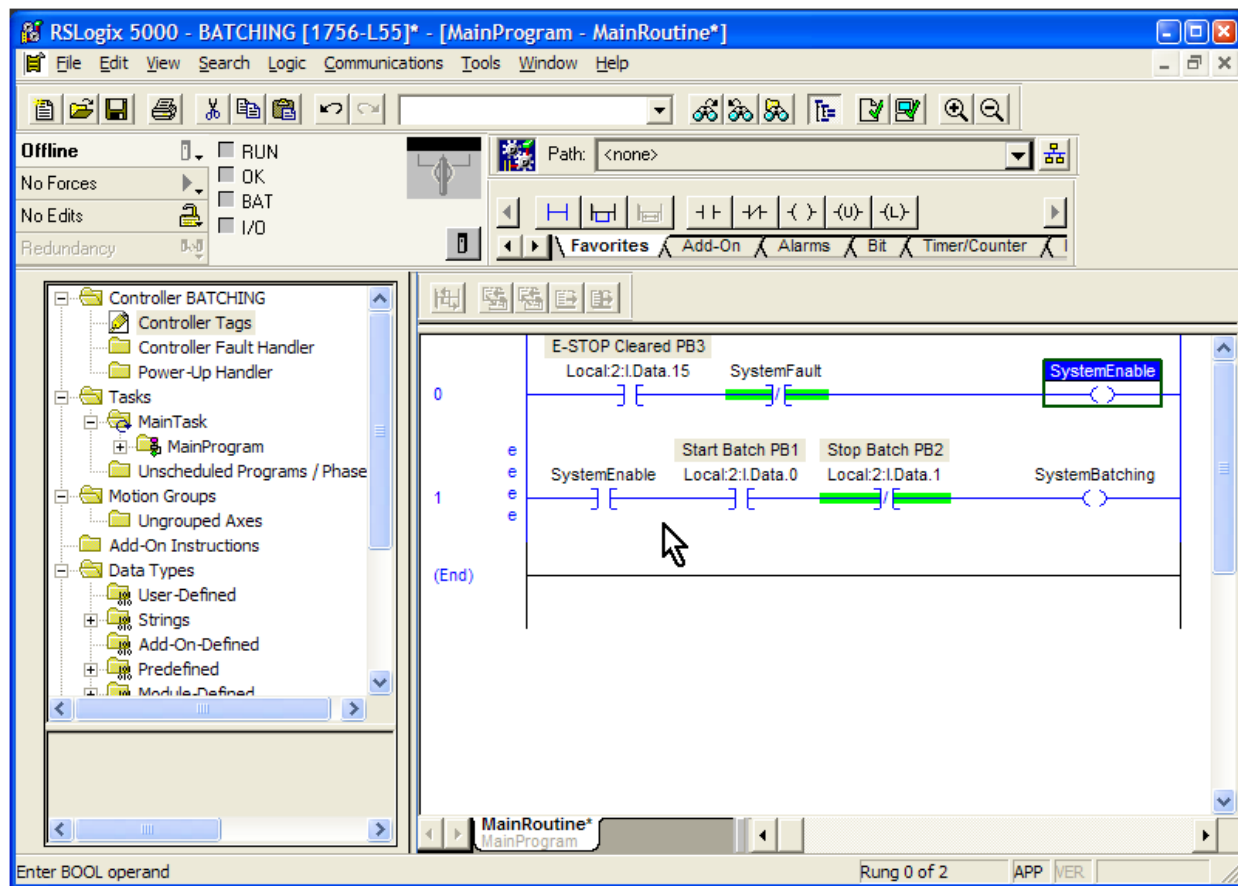 RSLogix 5000 - BATCHING [1756-L55]* - [MainProgram - MainRoutine*]
File Edit View Search Logic Communications Tools Window Help
Offline
RUN
No Forces
OK
No Edits
BAT
Redundancy
I/O
Path: <none>
Favorites Add-On Alarms Bit Timer/Counter
Controller BATCHING
Controller Tags
Controller Fault Handler
Power-Up Handler
Tasks
MainTask
MainProgram
Unscheduled Programs / Phase
Motion Groups
Ungrouped Axes
Add-On Instructions
Data Types
User-Defined
Strings
Add-On-Defined
Predefined
Module-Defined
E-STOP Cleared PB3
Local:2:I.Data.15 SystemFault SystemEnable
0
Start Batch PB1 Stop Batch PB2
e
e
e
e
SystemEnable Local:2:I.Data.0 Local:2:I.Data.1 SystemBatching
1
(End)
MainRoutine*
MainProgram
Enter BOOL operand
Rung 0 of 2 APP VER